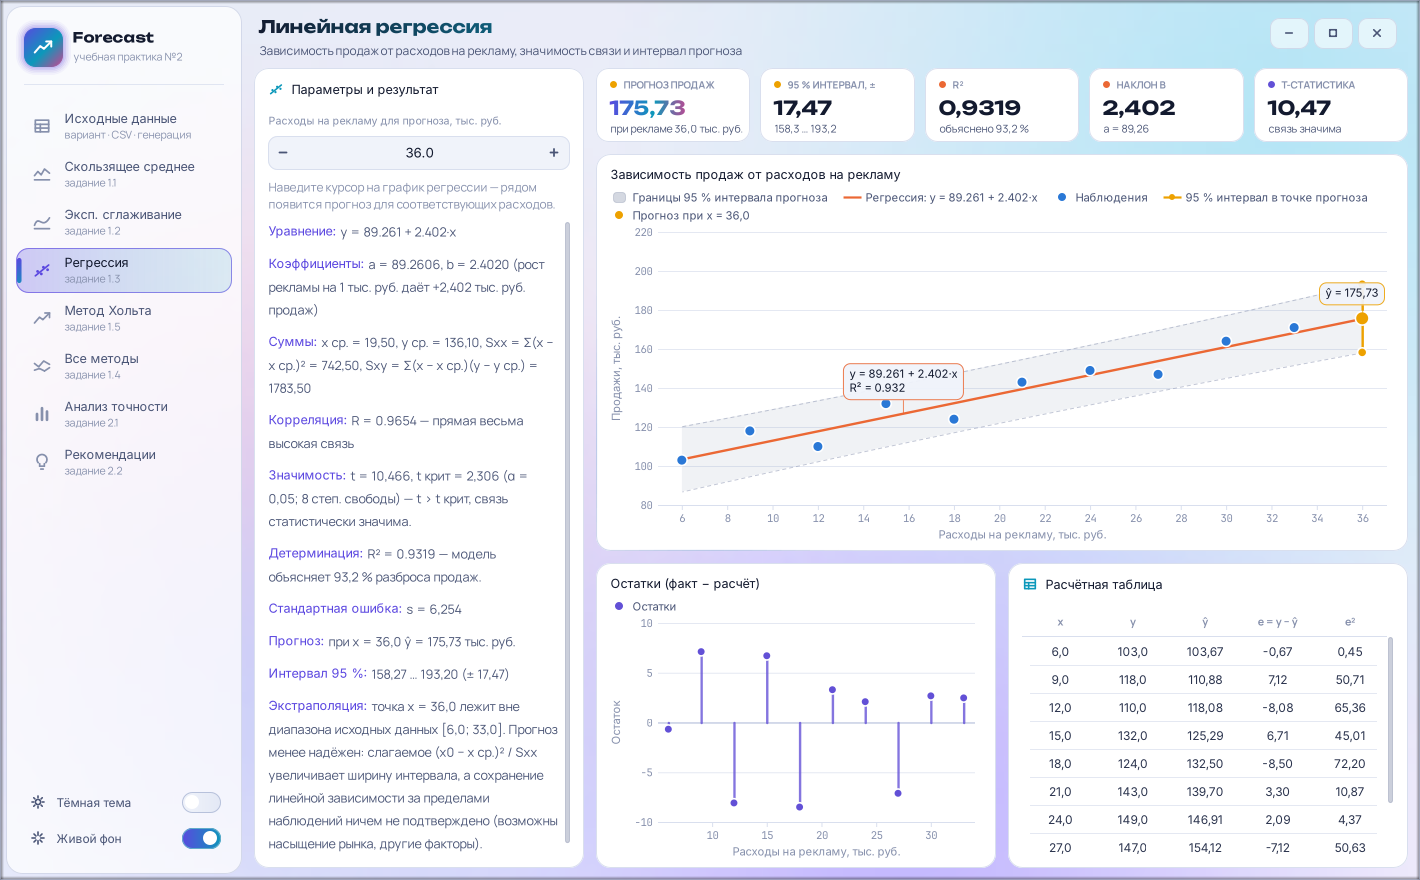 Forecast
учебная практика №2
Исходные данные
вариант · CSV · генерация
Скользящее среднее
задание 1.1
Эксп. сглаживание
задание 1.2
Регрессия
задание 1.3
Метод Хольта
задание 1.5
Все методы
задание 1.4
Анализ точности
задание 2.1
Рекомендации
задание 2.2
Тёмная тема
Живой фон
Линейная регрессия
Зависимость продаж от расходов на рекламу, значимость связи и интервал прогноза
Параметры и результат
Расходы на рекламу для прогноза, тыс. руб.
− 36.0 +
Наведите курсор на график регрессии — рядом
появится прогноз для соответствующих расходов.
Уравнение: y = 89.261 + 2.402·x
Коэффициенты: a = 89.2606, b = 2.4020 (рост
рекламы на 1 тыс. руб. даёт +2,402 тыс. руб.
продаж)
Суммы: x ср. = 19,50, y ср. = 136,10, Sxx = Σ(x −
x ср.)² = 742,50, Sxy = Σ(x − x ср.)(y − y ср.) =
1783,50
Корреляция: R = 0.9654 — прямая весьма
высокая связь
Значимость: t = 10,466, t крит = 2,306 (α =
0,05; 8 степ. свободы) — t > t крит, связь
статистически значима.
Детерминация: R² = 0.9319 — модель
объясняет 93,2 % разброса продаж.
Стандартная ошибка: s = 6,254
Прогноз: при x = 36,0 ŷ = 175,73 тыс. руб.
Интервал 95 %: 158,27 … 193,20 (± 17,47)
Экстраполяция: точка x = 36,0 лежит вне
диапазона исходных данных [6,0; 33,0]. Прогноз
менее надёжен: слагаемое (x0 − x ср.)² / Sxx
увеличивает ширину интервала, а сохранение
линейной зависимости за пределами
наблюдений ничем не подтверждено (возможны
насыщение рынка, другие факторы).
ПРОГНОЗ ПРОДАЖ
175,73
при рекламе 36,0 тыс. руб.
95 % ИНТЕРВАЛ, ±
17,47
158,3 … 193,2
R²
0,9319
объяснено 93,2 %
НАКЛОН B
2,402
a = 89,26
T-СТАТИСТИКА
10,47
связь значима
Зависимость продаж от расходов на рекламу
Границы 95 % интервала прогноза
Регрессия: y = 89.261 + 2.402·x
Наблюдения
95 % интервал в точке прогноза
Прогноз при x = 36,0
220
200
180
160
140
120
100
80
Продажи, тыс. руб.
ŷ = 175,73
y = 89.261 + 2.402·x
R² = 0.932
6 8 10 12 14 16 18 20 22 24 26 28 30 32 34 36
Расходы на рекламу, тыс. руб.
Остатки (факт − расчёт)
Остатки
10
5
0
-5
-10
Остаток
10 15 20 25 30
Расходы на рекламу, тыс. руб.
Расчётная таблица
x y ŷ e = y − ŷ e²
6,0 103,0 103,67 -0,67 0,45
9,0 118,0 110,88 7,12 50,71
12,0 110,0 118,08 -8,08 65,36
15,0 132,0 125,29 6,71 45,01
18,0 124,0 132,50 -8,50 72,20
21,0 143,0 139,70 3,30 10,87
24,0 149,0 146,91 2,09 4,37
27,0 147,0 154,12 -7,12 50,63